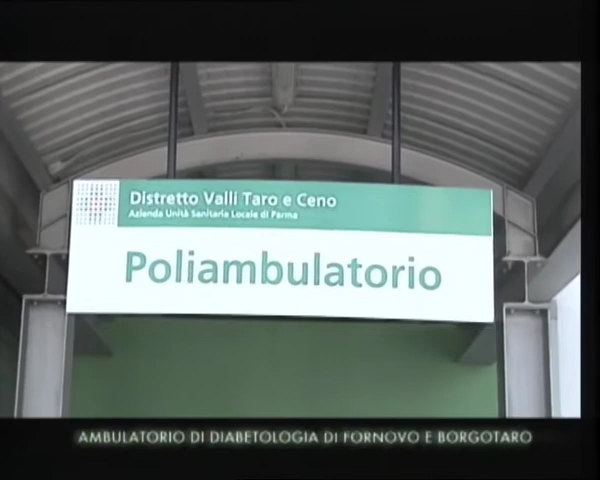 Distretto Valli Taro e Ceno
Azienda Unità Sanitaria Locale di Parma
Poliambulatorio
AMBULATORIO DI DIABETOLOGIA DI FORNOVO E BORGOTARO